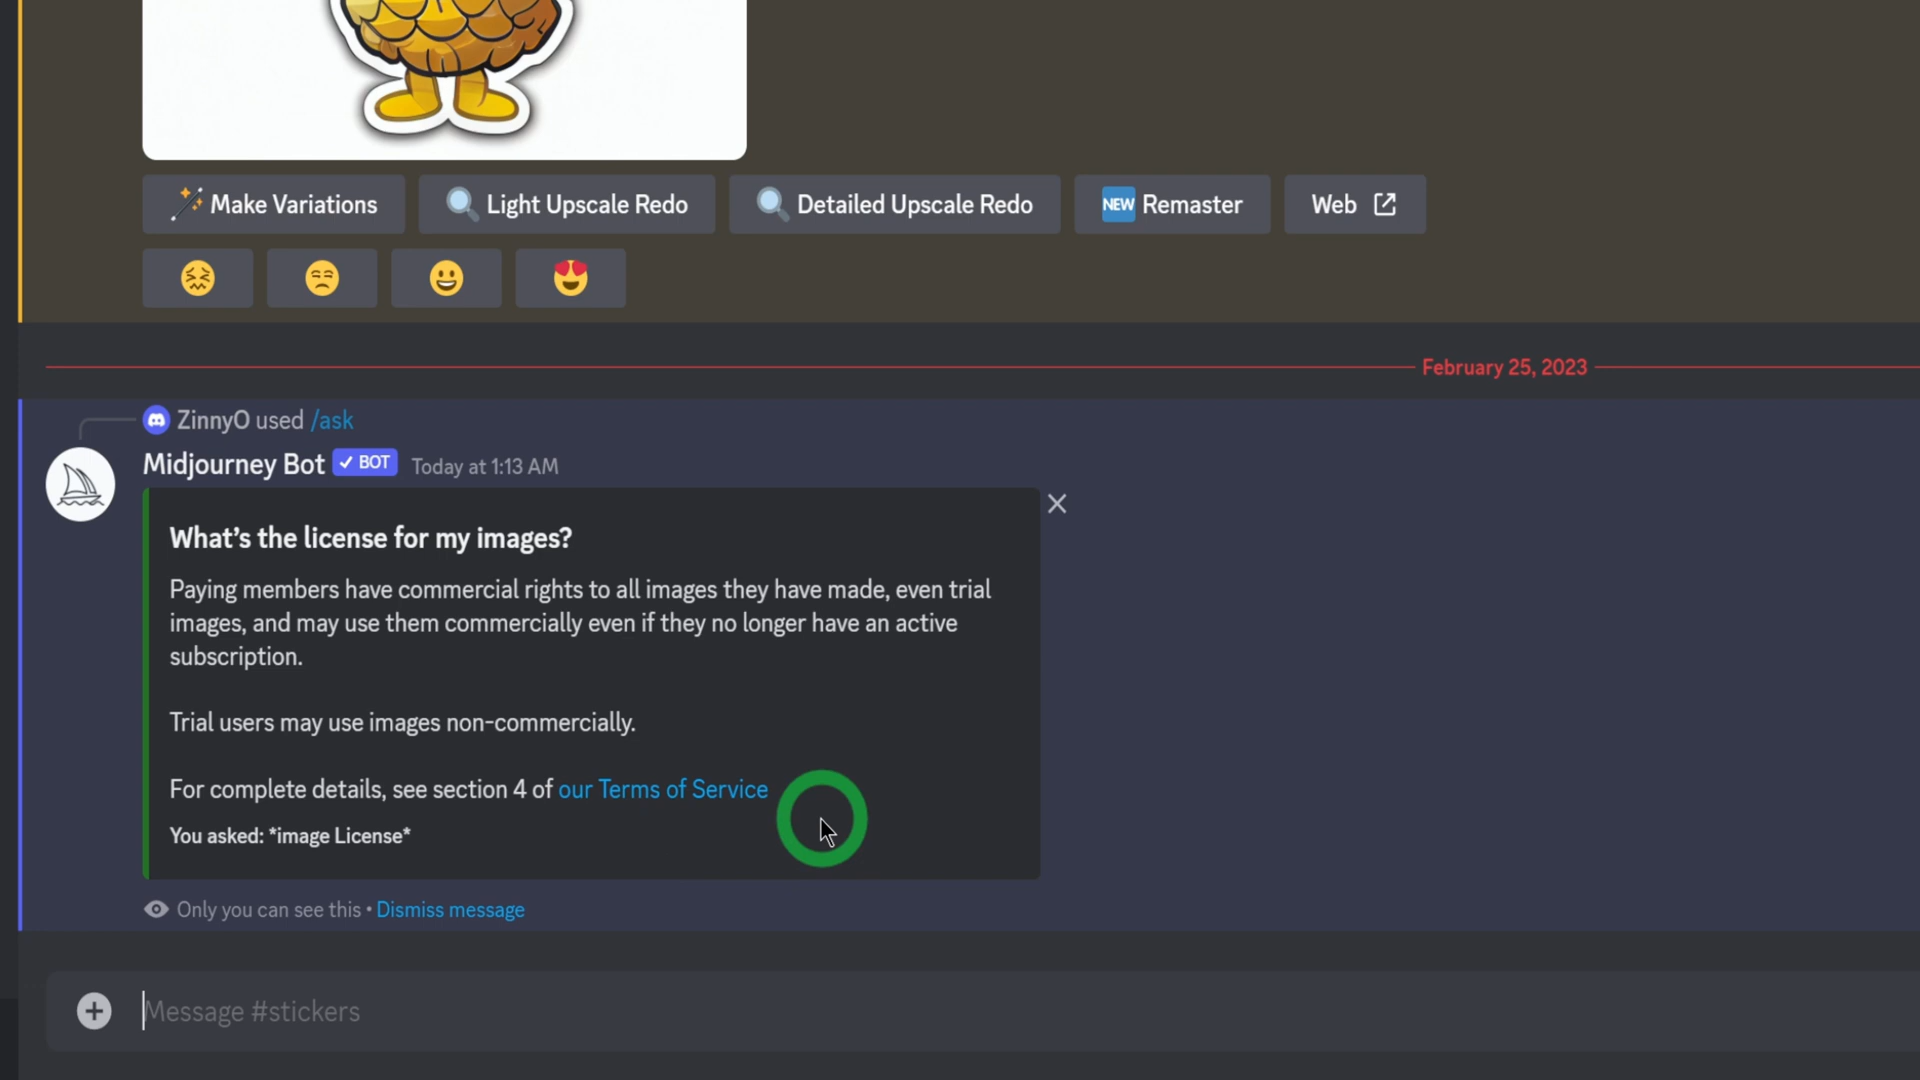 Make Variations
Light Upscale Redo
Detailed Upscale Redo
NEW Remaster
Web
February 25, 2023
ZinnyO used /ask
Midjourney Bot ✓ BOT Today at 1:13 AM
What’s the license for my images?
Paying members have commercial rights to all images they have made, even trial
images, and may use them commercially even if they no longer have an active
subscription.
Trial users may use images non-commercially.
For complete details, see section 4 of our Terms of Service
You asked: *image License*
Only you can see this • Dismiss message
Message #stickers